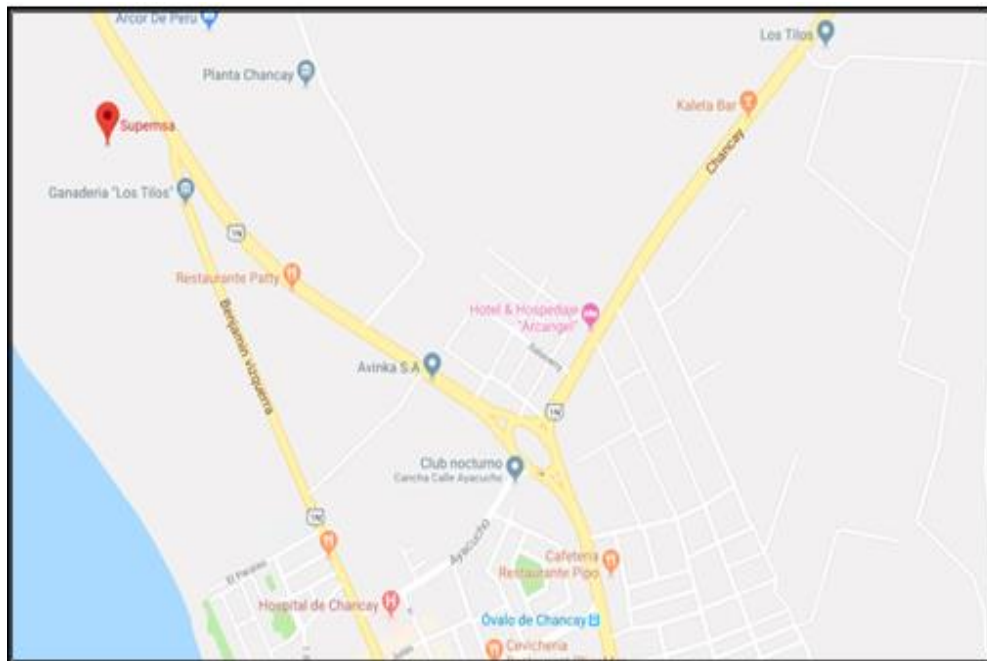 Arcor De Perú
Los Tilos
Planta Chancay
Kaleta Bar
Supemsa
Chancay
Ganaderia "Los Tilos"
1N
Restaurante Patty
Hotel & Hospedaje
"Arcangel"
Benjamin vizquerra
Avinka S.A
1N
Club nocturno
Cancha Calle Ayacucho
1N
Ayacucho
Cafeteria
Restaurante Pipo
El Paraiso
Hospital de Chancay
Óvalo de Chancay
Cevicheria